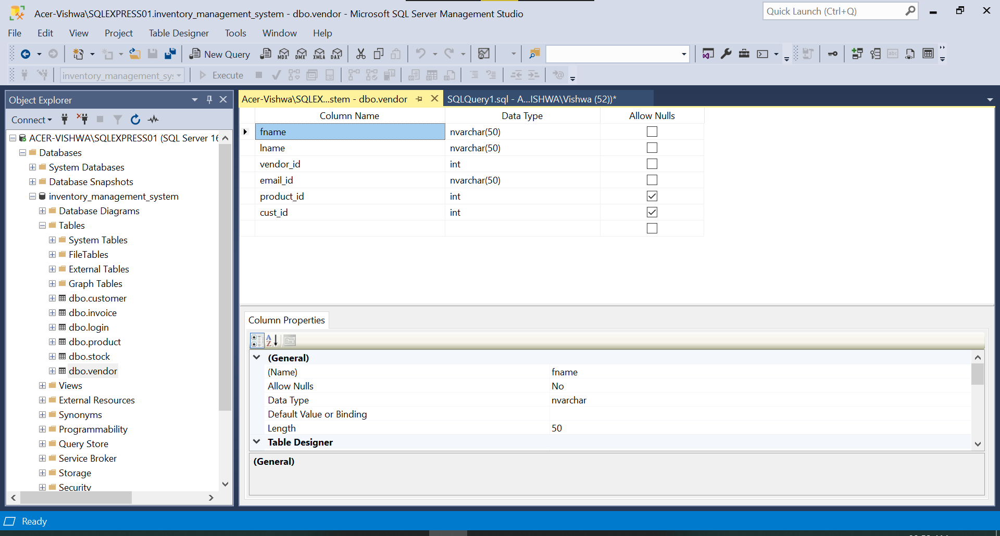 Acer-Vishwa\SQLEXPRESS01.inventory_management_system - dbo.vendor - Microsoft SQL Server Management Studio
Quick Launch (Ctrl+Q)
File Edit View Project Table Designer Tools Window Help
New Query MDX DMX XMLA DAX
inventory_management_sy: Execute
Object Explorer
Connect
ACER-VISHWA\SQLEXPRESS01 (SQL Server 16
Databases
System Databases
Database Snapshots
inventory_management_system
Database Diagrams
Tables
System Tables
FileTables
External Tables
Graph Tables
dbo.customer
dbo.invoice
dbo.login
dbo.product
dbo.stock
dbo.vendor
Views
External Resources
Synonyms
Programmability
Query Store
Service Broker
Storage
Security
Acer-Vishwa\SQLEX...stem - dbo.vendor
SQLQuery1.sql - A...ISHWA\Vishwa (52))*
Column Name Data Type Allow Nulls
fname nvarchar(50)
lname nvarchar(50)
vendor_id int
email_id nvarchar(50)
product_id int
cust_id int
Column Properties
(General)
(Name) fname
Allow Nulls No
Data Type nvarchar
Default Value or Binding
Length 50
Table Designer
(General)
Ready